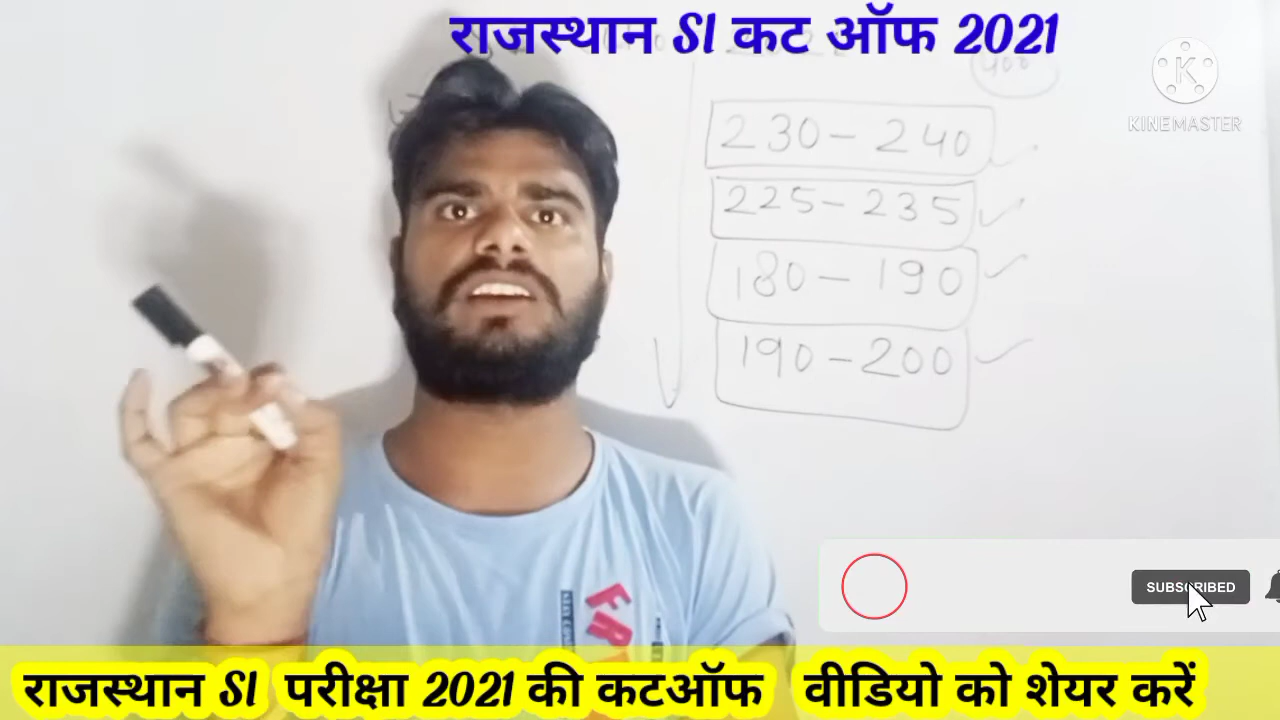 राजस्थान SI कट ऑफ 2021
400
KINEMASTER
230 - 240
225 - 235
180 - 190
190 - 200
SUBSCRIBED
राजस्थान SI परीक्षा 2021 की कटऑफ वीडियो को शेयर करें